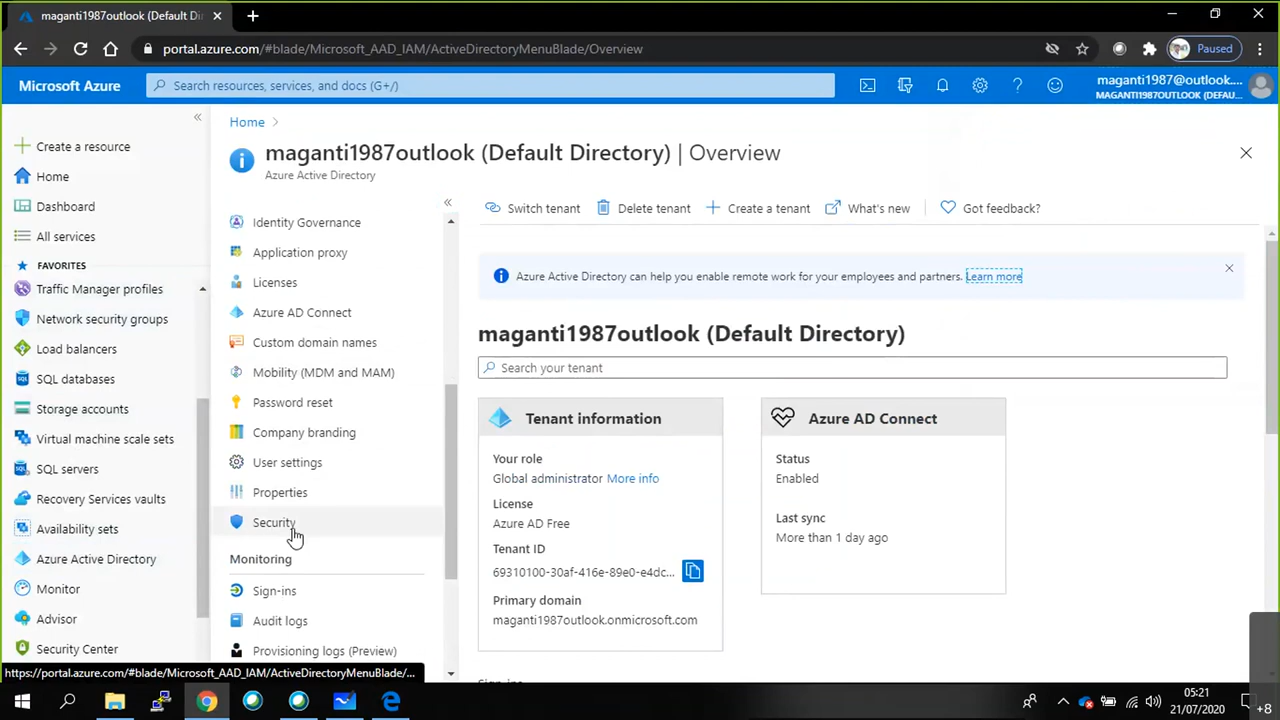 maganti1987outlook (Default Dir
portal.azure.com/#blade/Microsoft_AAD_IAM/ActiveDirectoryMenuBlade/Overview
Paused
Microsoft Azure
Search resources, services, and docs (G+/)
maganti1987@outlook....
MAGANTI1987OUTLOOK (DEFAU...
Create a resource
Home
Dashboard
All services
FAVORITES
Traffic Manager profiles
Network security groups
Load balancers
SQL databases
Storage accounts
Virtual machine scale sets
SQL servers
Recovery Services vaults
Availability sets
Azure Active Directory
Monitor
Advisor
Security Center
Home
maganti1987outlook (Default Directory) | Overview
Azure Active Directory
Identity Governance
Application proxy
Licenses
Azure AD Connect
Custom domain names
Mobility (MDM and MAM)
Password reset
Company branding
User settings
Properties
Security
Monitoring
Sign-ins
Audit logs
Provisioning logs (Preview)
Switch tenant Delete tenant Create a tenant What's new Got feedback?
Azure Active Directory can help you enable remote work for your employees and partners. Learn more
maganti1987outlook (Default Directory)
Search your tenant
Tenant information
Your role
Global administrator More info
License
Azure AD Free
Tenant ID
69310100-30af-416e-89e0-e4dc...
Primary domain
maganti1987outlook.onmicrosoft.com
Azure AD Connect
Status
Enabled
Last sync
More than 1 day ago
Sign-ins
https://portal.azure.com/#blade/Microsoft_AAD_IAM/ActiveDirectoryMenuBlade/...
05:21
21/07/2020
+8